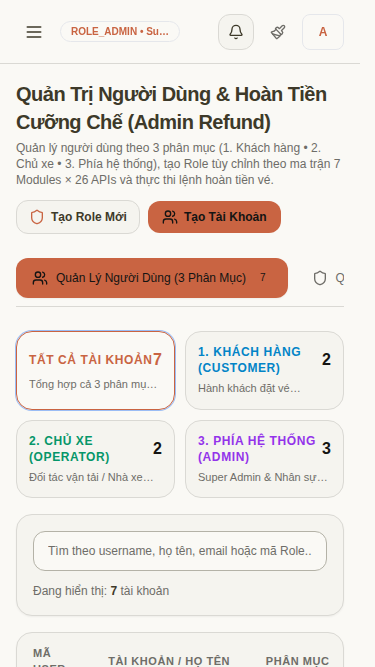 ROLE_ADMIN • Su...
A
Quản Trị Người Dùng & Hoàn Tiền
Cưỡng Chế (Admin Refund)
Quản lý người dùng theo 3 phân mục (1. Khách hàng • 2.
Chủ xe • 3. Phía hệ thống), tạo Role tùy chỉnh theo ma trận 7
Modules × 26 APIs và thực thi lệnh hoàn tiền vé.
Tạo Role Mới
Tạo Tài Khoản
Quản Lý Người Dùng (3 Phân Mục) 7
Q
TẤT CẢ TÀI KHOẢN 7
Tổng hợp cả 3 phân mụ...
1. KHÁCH HÀNG
(CUSTOMER)
2
Hành khách đặt vé...
2. CHỦ XE
(OPERATOR)
2
Đối tác vận tải / Nhà xe...
3. PHÍA HỆ THỐNG
(ADMIN)
3
Super Admin & Nhân sự...
Tìm theo username, họ tên, email hoặc mã Role..
Đang hiển thị: 7 tài khoản
MÃ
USER
TÀI KHOẢN / HỌ TÊN
PHÂN MỤC